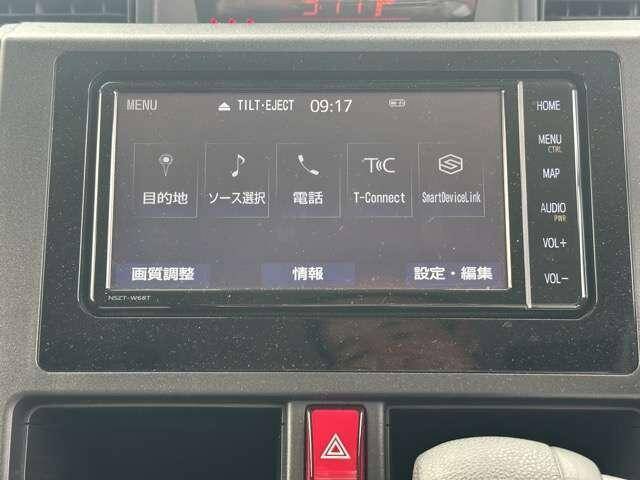 MENU TILT·EJECT 09:17
HOME
MENU
CTRL
MAP
AUDIO
PWR
VOL+
VOL-
目的地 ソース選択 電話 T-Connect SmartDeviceLink
画質調整 情報 設定・編集
NSZT-W68T